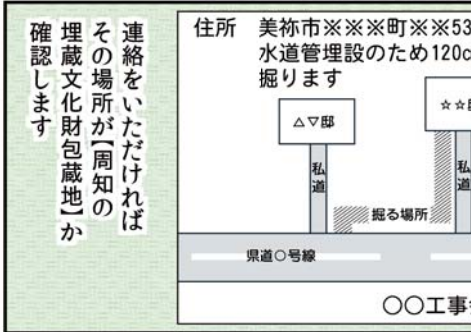 連絡をいただければ
その場所が【周知の
埋蔵文化財包蔵地】か
確認します
住所 美祢市※※※町※※53
水道管埋設のため120c
掘ります
△▽邸
☆☆
私道
私道
掘る場所
県道○号線
○○工事